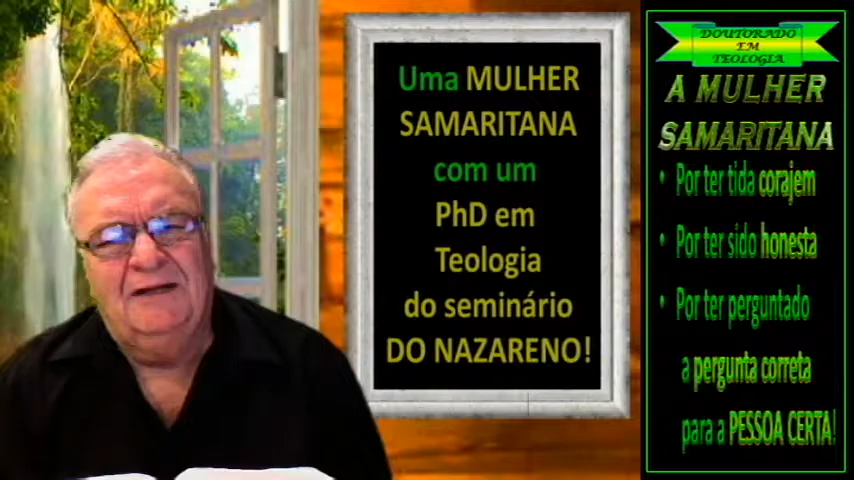 Uma MULHER
SAMARITANA
com um
PhD em
Teologia
do seminário
DO NAZARENO!
DOUTORADO
EM
TEOLOGIA
A MULHER
SAMARITANA
• Por ter tida corajem
• Por ter sido honesta
• Por ter perguntado
a pergunta correta
para a PESSOA CERTA!